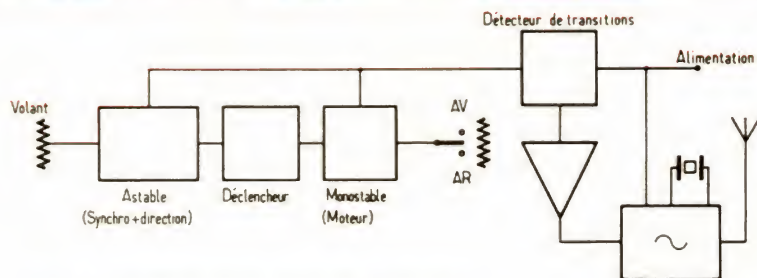 Détecteur de transitions
Alimentation
Volant
AV
AR
Astable
(Synchro+direction)
Déclencheur
Monostable
(Moteur)